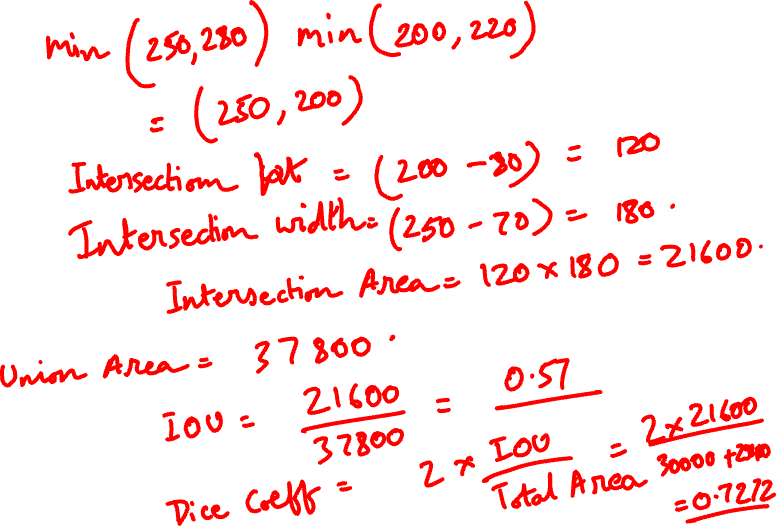 min (250,280) min (200,220)
= (250,200)
Intersection = (200 - 80) = 120
Intersection width = (250 - 70) = 180.
Intersection Area = 120 x 180 = 21600.
Union Area = 37800.
IOU = 21600 / 37800 = 0.57
Dice Coeff = 2 * IOU / Total Area = 2 x 21600 / 30000 +
= 0.7272